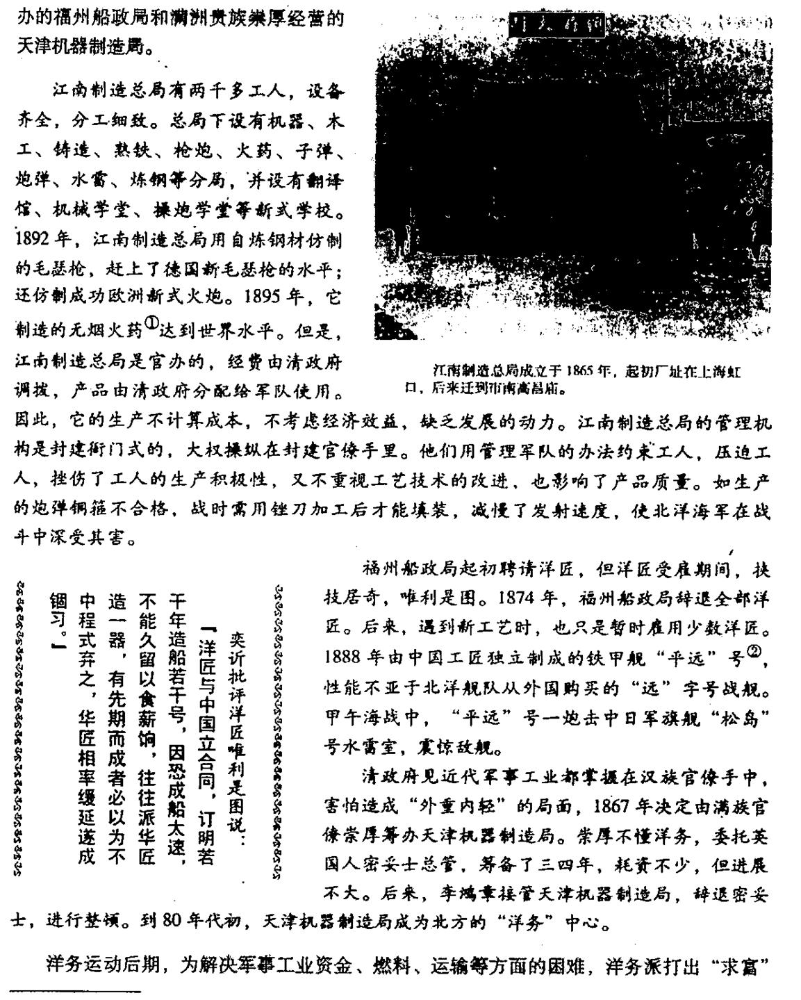 办的福州船政局和满洲贵族崇厚经营的
天津机器制造局。
江南制造总局有两千多工人，设备
齐全，分工细致。总局下设有机器、木
工、铸造、熟铁、枪炮、火药、子弹、
炮弹、水雷、炼钢等分局，并设有翻译
馆、机械学堂、操炮学堂等新式学校。
1892年，江南制造总局用自炼钢材仿制
的毛瑟枪，赶上了德国新毛瑟枪的水平；
还仿制成功欧洲新式火炮。1895年，它
制造的无烟火药①达到世界水平。但是，
江南制造总局是官办的，经费由清政府
调拨，产品由清政府分配给军队使用。
江南制造总局成立于1865年，起初厂址在上海虹
口，后来迁到市南高昌庙。
因此，它的生产不计算成本，不考虑经济效益，缺乏发展的动力。江南制造总局的管理机
构是封建衙门式的，大权操纵在封建官僚手里。他们用管理军队的办法约束工人，压迫工
人，挫伤了工人的生产积极性，又不重视工艺技术的改进，也影响了产品质量。如生产
的炮弹铜箍不合格，战时需用锉刀加工后才能填装，减慢了发射速度，使北洋海军在战
斗中深受其害。
奕䜣批评洋匠唯利是图说：
「洋匠与中国立合同，订明若
干年造船若干号，因恐成船太速，
不能久留以食薪饷，往往派华匠
造一器，有先期而成者必以为不
中程式弃之，华匠相率缓延遂成
锢习。」
福州船政局起初聘请洋匠，但洋匠受雇期间，挟
技居奇，唯利是图。1874年，福州船政局辞退全部洋
匠。后来，遇到新工艺时，也只是暂时雇用少数洋匠。
1888年由中国工匠独立制成的铁甲舰“平远”号②，
性能不亚于北洋舰队从外国购买的“远”字号战舰。
甲午海战中，“平远”号一炮击中日军旗舰“松岛”
号水雷室，震惊敌舰。
清政府见近代军事工业都掌握在汉族官僚手中，
害怕造成“外重内轻”的局面，1867年决定由满族官
僚崇厚筹办天津机器制造局。崇厚不懂洋务，委托英
国人密妥士总管，筹备了三四年，耗资不少，但进展
不大。后来，李鸿章接管天津机器制造局，辞退密妥
士，进行整顿。到80年代初，天津机器制造局成为北方的“洋务”中心。
洋务运动后期，为解决军事工业资金、燃料、运输等方面的困难，洋务派打出“求富”